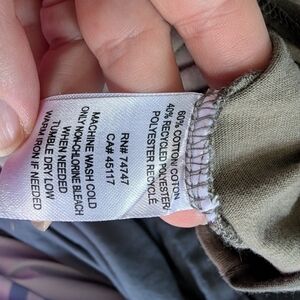 60% COTTON COTON
40% RECYCLED POLYESTER/
POLYESTER RECYCLÉ
RN# 74747
CA# 45117
MACHINE WASH COLD
ONLY NON-CHLORINE BLEACH
WHEN NEEDED
TUMBLE DRY LOW
WARM IRON IF NEEDED